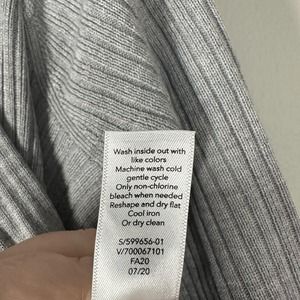 Wash inside out with
like colors
Machine wash cold
gentle cycle
Only non-chlorine
bleach when needed
Reshape and dry flat
Cool iron
Or dry clean
S/599656-01
V/700067101
FA20
07/20